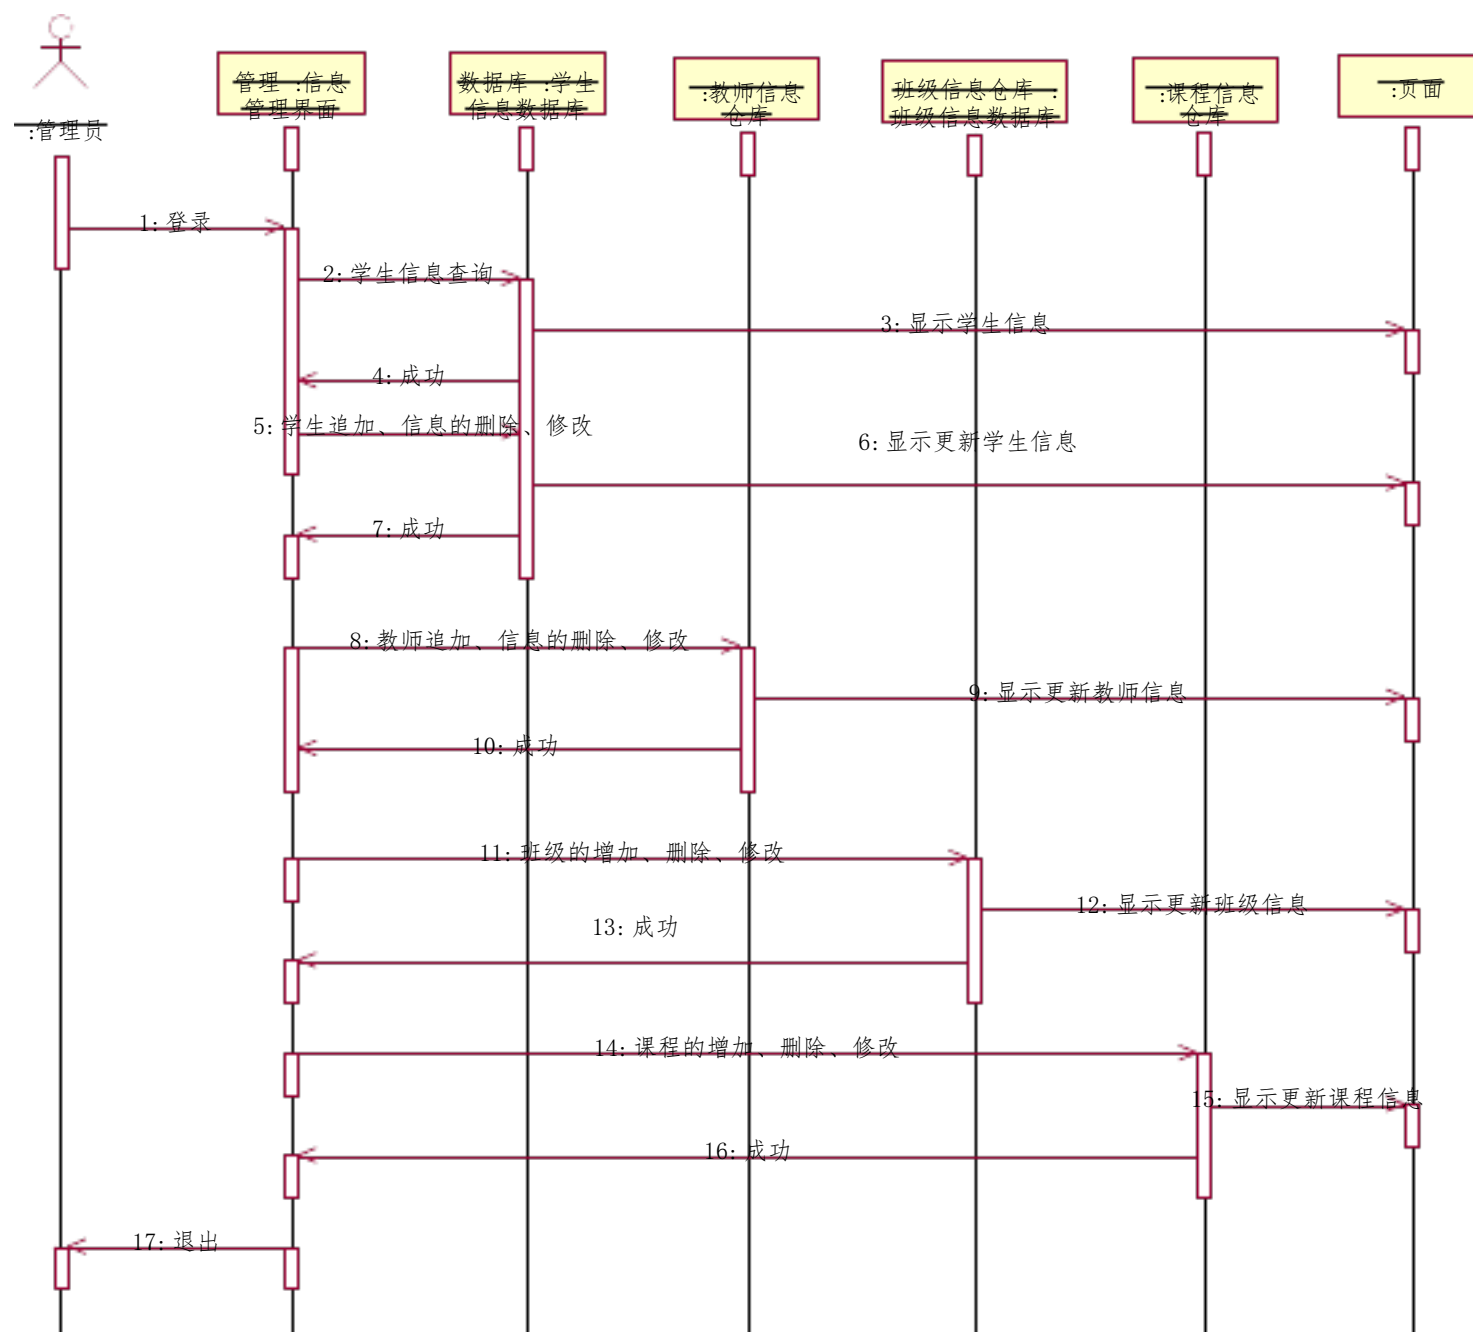 :管理员
管理 :信息
管理界面
数据库 :学生
信息数据库
:教师信息
仓库
班级信息仓库 :
班级信息数据库
:课程信息
仓库
:页面
1: 登录
2: 学生信息查询
3: 显示学生信息
4: 成功
5: 学生追加、信息的删除、修改
6: 显示更新学生信息
7: 成功
8: 教师追加、信息的删除、修改
9: 显示更新教师信息
10: 成功
11: 班级的增加、删除、修改
12: 显示更新班级信息
13: 成功
14: 课程的增加、删除、修改
15: 显示更新课程信息
16: 成功
17: 退出